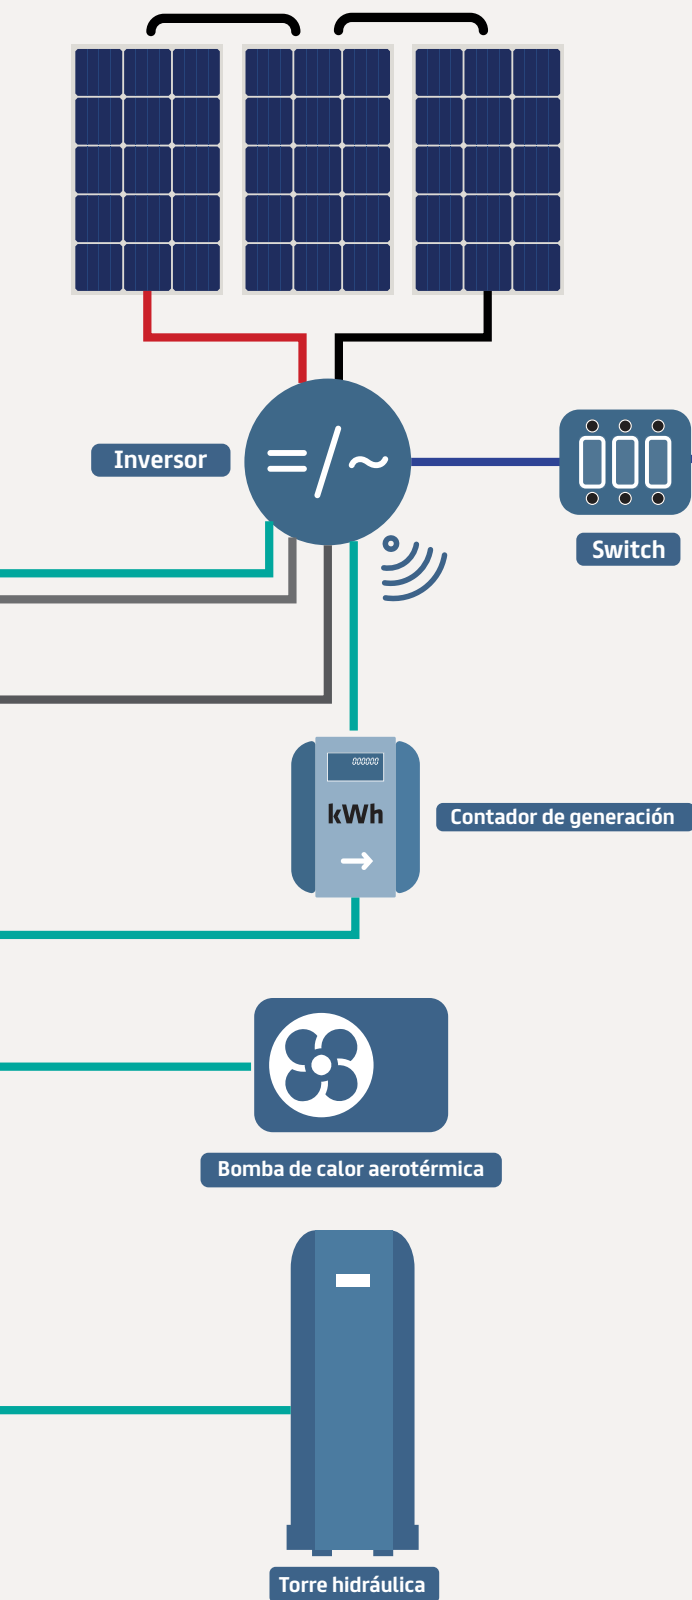 Inversor
Switch
000000
kWh
Contador de generación
Bomba de calor aerotérmica
Torre hidráulica